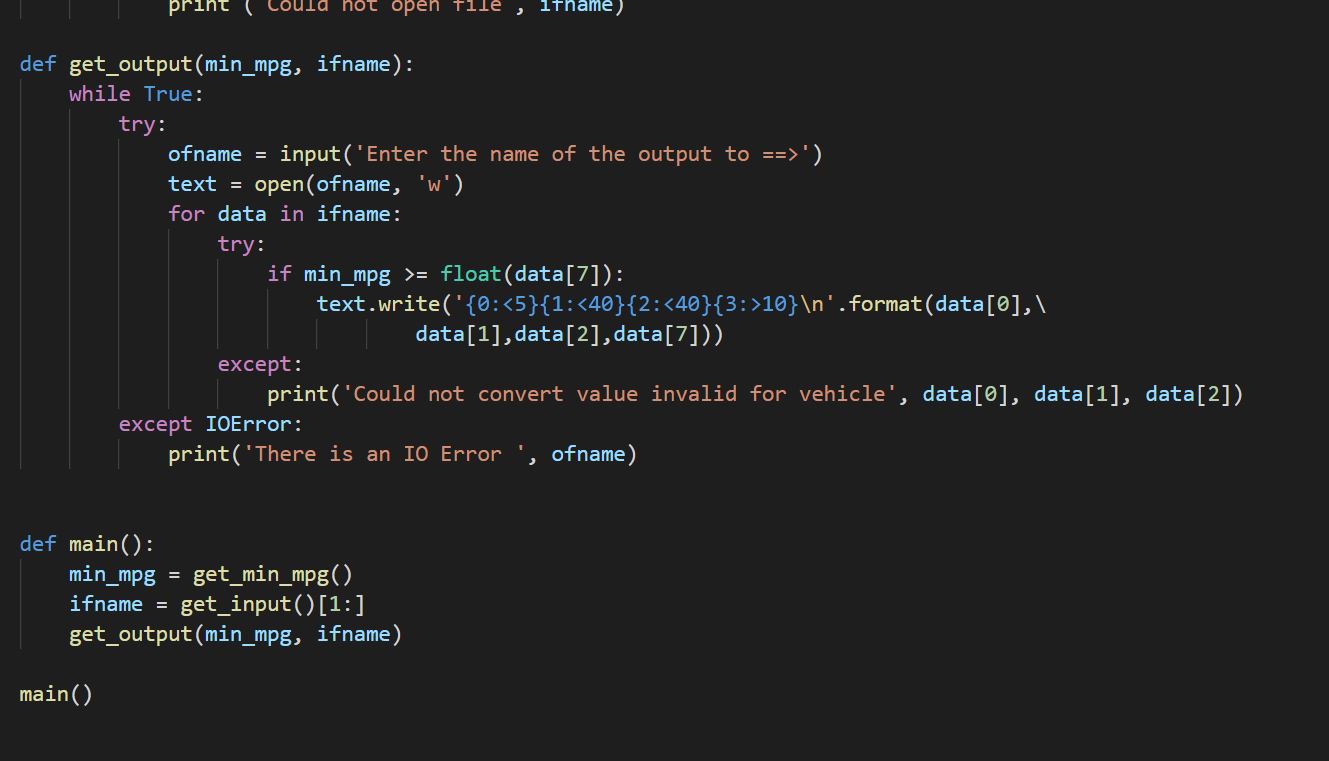 print ('Could not open file', ifname)
def get_output(min_mpg, ifname):
    while True:
        try:
            ofname = input('Enter the name of the output to ==>')
            text = open(ofname, 'w')
            for data in ifname:
                try:
                    if min_mpg >= float(data[7]):
                        text.write('{0:<5}{1:<40}{2:<40}{3:>10}\n'.format(data[0],\
                                data[1],data[2],data[7]))
                except:
                    print('Could not convert value invalid for vehicle', data[0], data[1], data[2])
        except IOError:
            print('There is an IO Error ', ofname)
def main():
    min_mpg = get_min_mpg()
    ifname = get_input()[1:]
    get_output(min_mpg, ifname)
main()